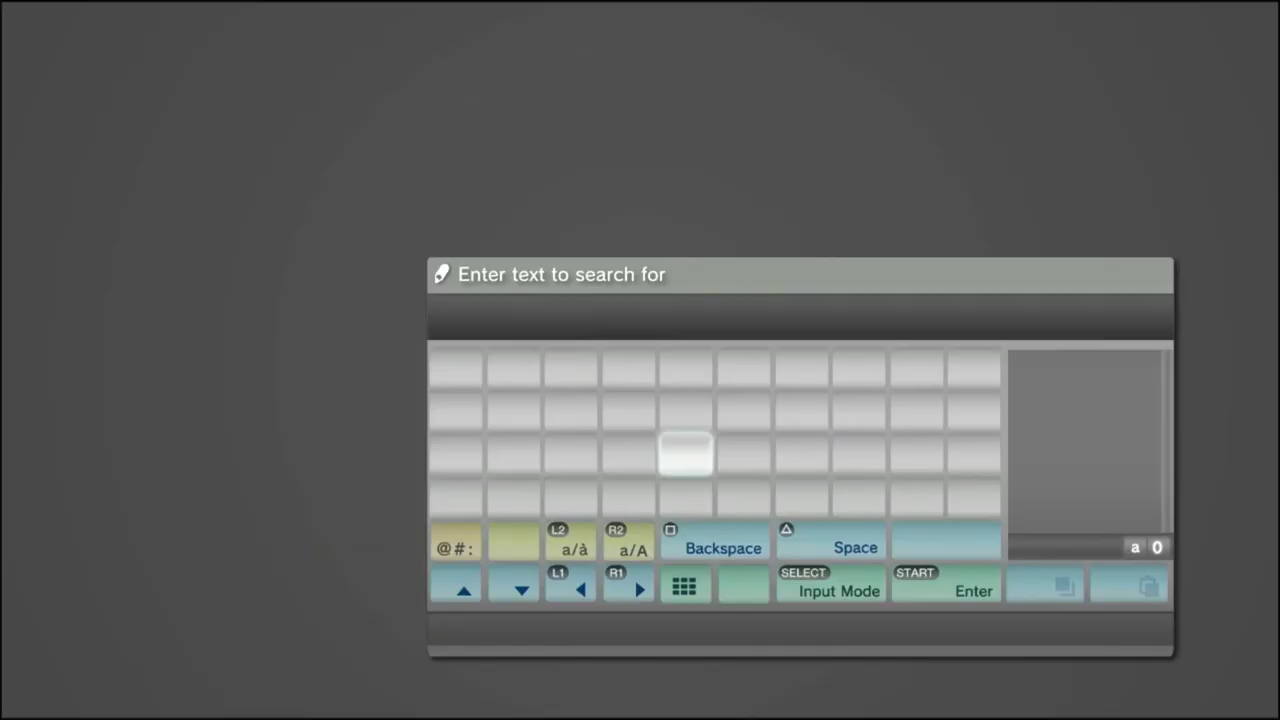 Enter text to search for
a 0
L2 R2
@#: a/à a/A Backspace Space
L1 R1 SELECT START
Input Mode Enter